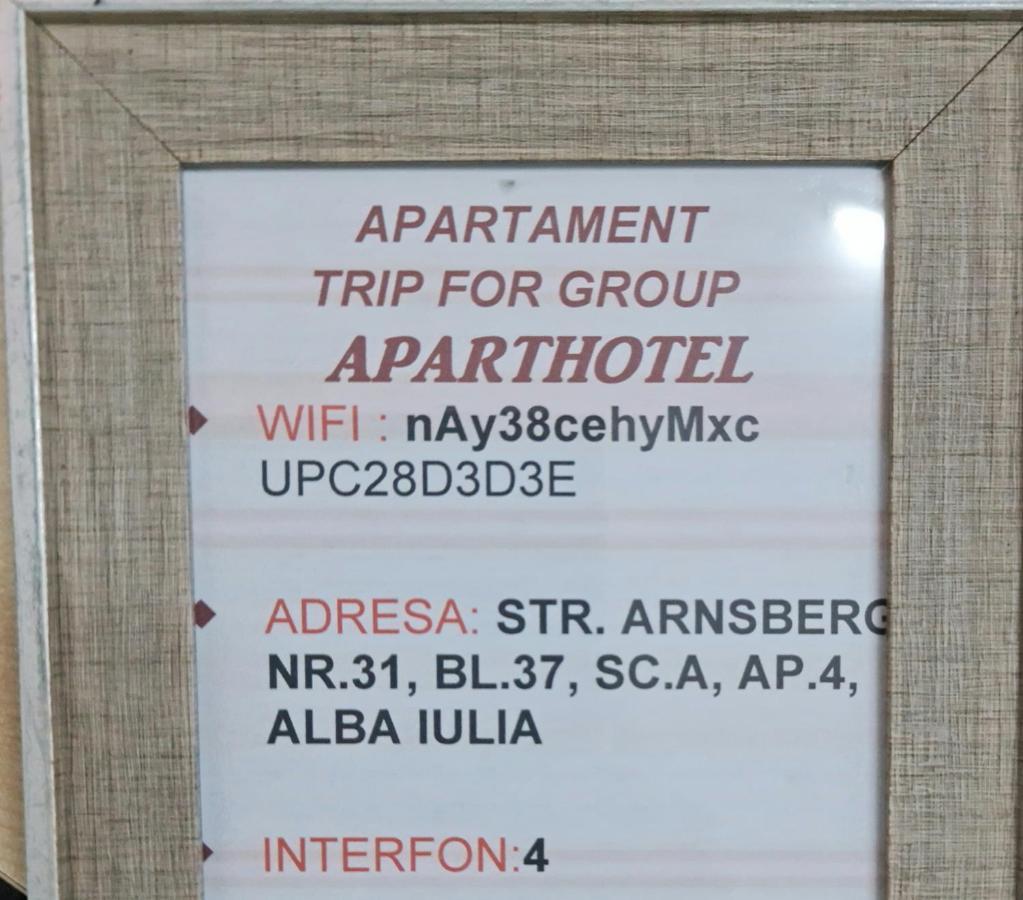 APARTAMENT
TRIP FOR GROUP
APARTHOTEL
WIFI : nAy38cehyMxc
UPC28D3D3E
ADRESA: STR. ARNSBERG
NR.31, BL.37, SC.A, AP.4,
ALBA IULIA
INTERFON:4